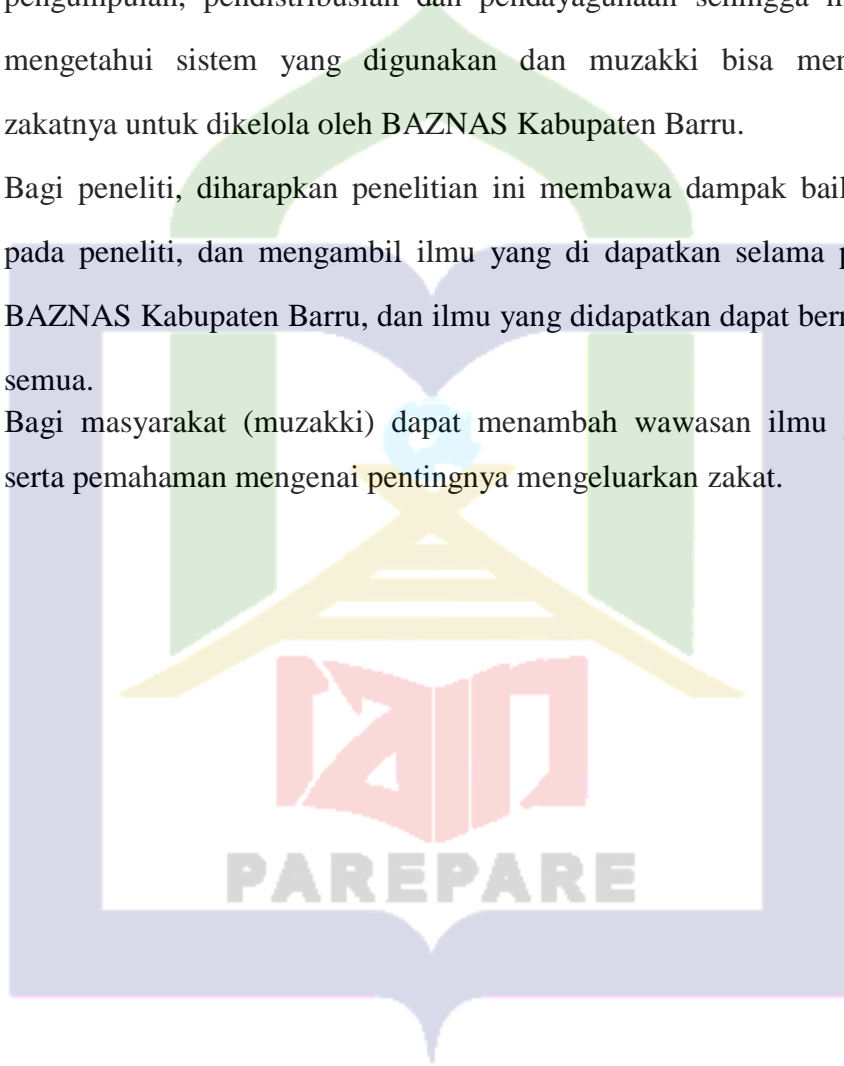 pengumpulan, pendistribusian dan pendayagunaan sehingga
mengetahui sistem yang digunakan dan muzakki bisa
zakatnya untuk dikelola oleh BAZNAS Kabupaten Barru.
Bagi peneliti, diharapkan penelitian ini membawa dampak baik
pada peneliti, dan mengambil ilmu yang di dapatkan selama
BAZNAS Kabupaten Barru, dan ilmu yang didapatkan dapat
semua.
Bagi masyarakat (muzakki) dapat menambah wawasan ilmu
serta pemahaman mengenai pentingnya mengeluarkan zakat.
iain
PAREPARE